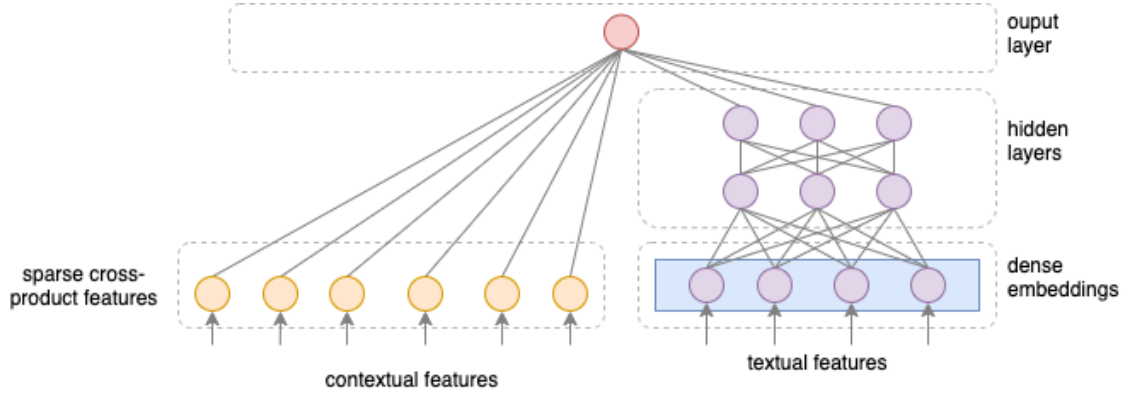 ouput
layer
hidden
layers
sparse cross-
product features
dense
embeddings
textual features
contextual features